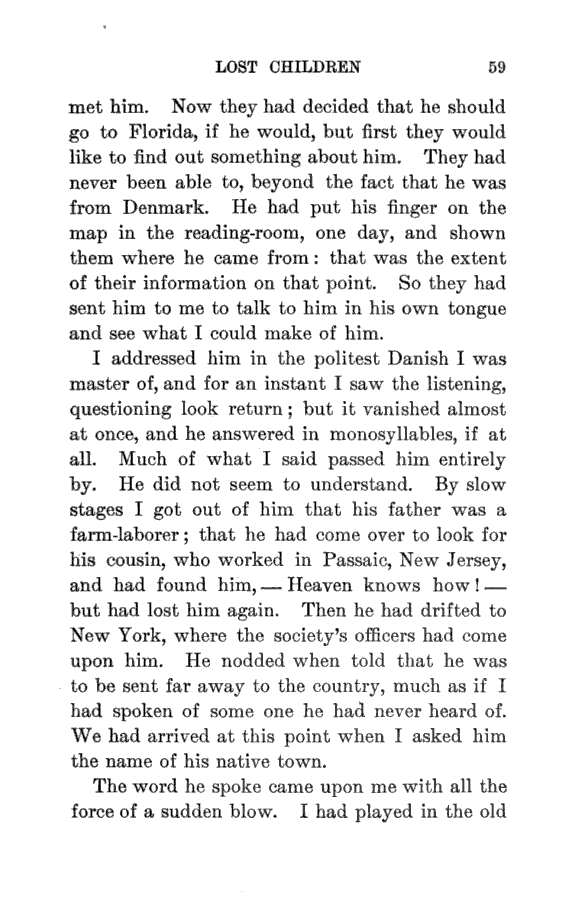 LOST CHILDREN 59
met him. Now they had decided that he should
go to Florida, if he would, but first they would
like to find out something about him. They had
never been able to, beyond the fact that he was
from Denmark. He had put his finger on the
map in the reading-room, one day, and shown
them where he came from : that was the extent
of their information on that point. So they had
sent him to me to talk to him in his own tongue
and see what I could make of him.
I addressed him in the politest Danish I was
master of, and for an instant I saw the listening,
questioning look return ; but it vanished almost
at once, and he answered in monosyllables, if at
all. Much of what I said passed him entirely
by. He did not seem to understand. By slow
stages I got out of him that his father was a
farm-laborer ; that he had come over to look for
his cousin, who worked in Passaic, New Jersey,
and had found him, — Heaven knows how ! —
but had lost him again. Then he had drifted to
New York, where the society's officers had come
upon him. He nodded when told that he was
to be sent far away to the country, much as if I
had spoken of some one he had never heard of.
We had arrived at this point when I asked him
the name of his native town.
The word he spoke came upon me with all the
force of a sudden blow. I had played in the old